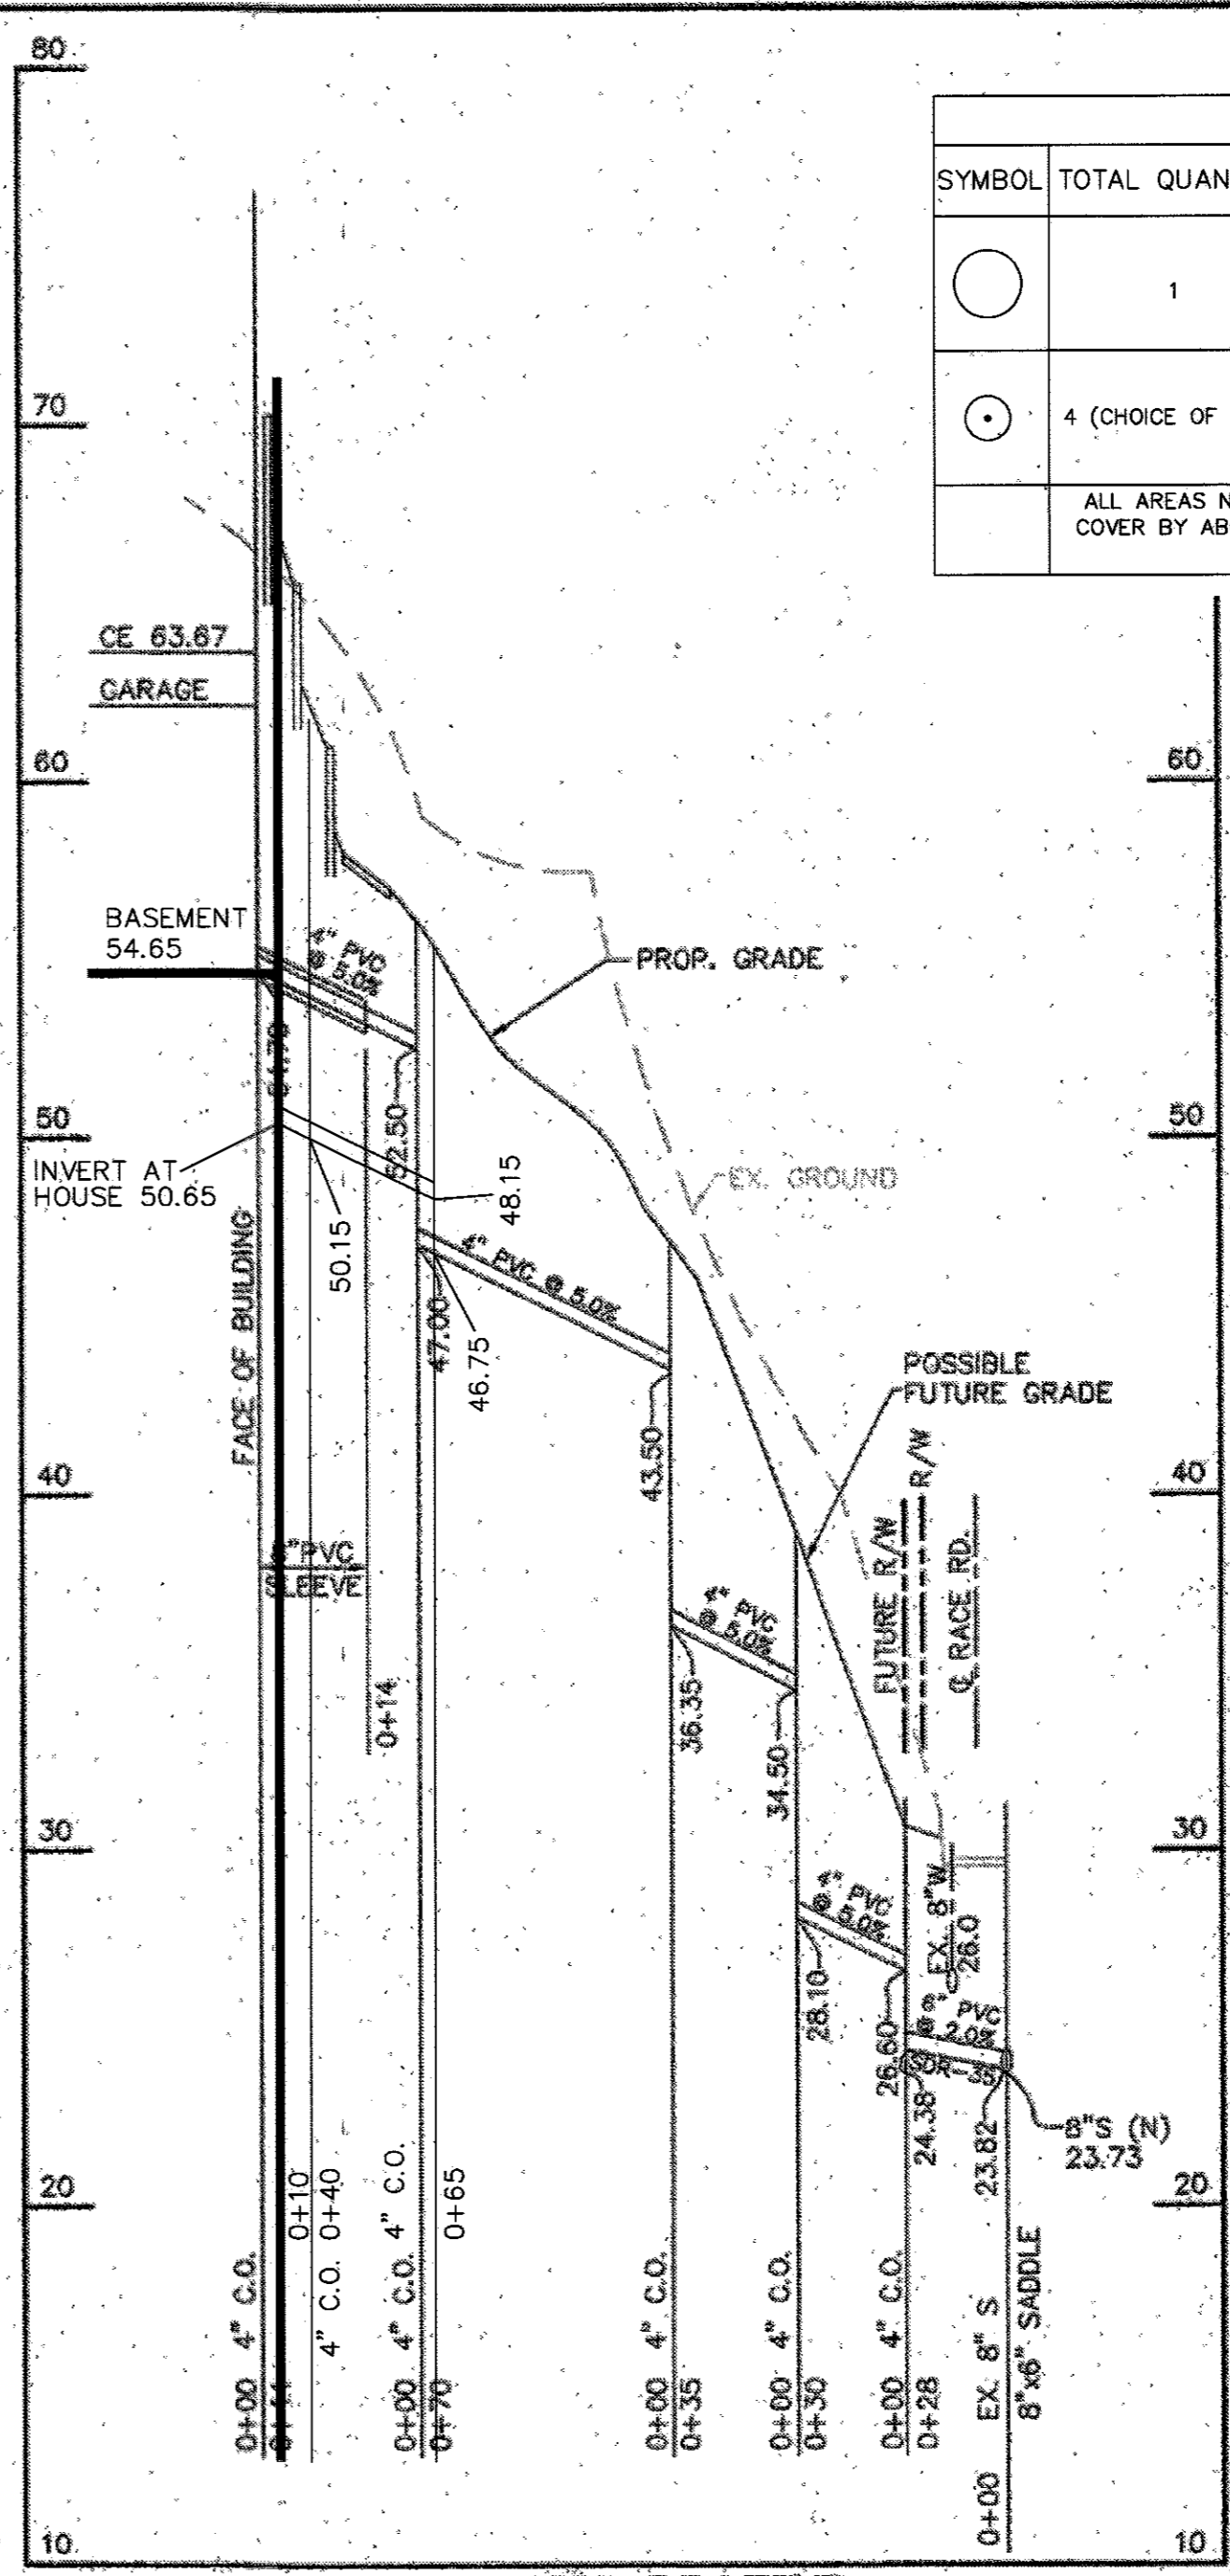 80
SYMBOL TOTAL QUAN
1
70
4 (CHOICE OF
ALL AREAS N
COVER BY AB
CE 63.67
GARAGE
60
60
BASEMENT
54.65
4" PVC
@ 5.0%
PROP. GRADE
50
50
52.50
INVERT AT
HOUSE 50.65
48.15
EX. GROUND
50.15
FACE OF BUILDING
4" PVC @ 5.0%
47.00
46.75
POSSIBLE
FUTURE GRADE
43.50
40
40
R/W
FUTURE R/W
℄ RACE RD.
"PVC
SLEEVE
4" PVC
@ 5.0%
0+14
36.35
34.50
30
30
4" PVC
@ 5.0%
EX. 8"W
26.0
28.10
26.60
PVC
2.0%
24.38
23.82
8"S (N)
23.73
20
20
0+10
4" C.O. 0+40
4" C.O.
0+65
0+00 4" C.O.
0+00 4" C.O.
0+70
0+00 4" C.O.
0+35
0+00 4" C.O.
0+30
0+00 4" C.O.
0+28
0+00 EX. 8" S
8"x6" SADDLE
10
10